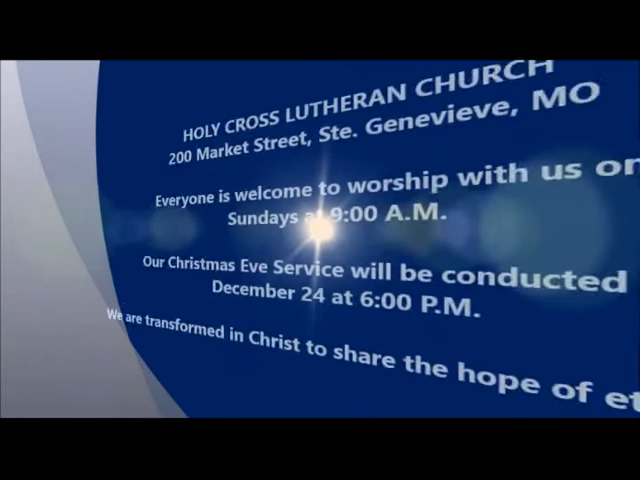 HOLY CROSS LUTHERAN CHURCH
200 Market Street, Ste. Genevieve, MO
Everyone is welcome to worship with us on
Sundays at 9:00 A.M.
Our Christmas Eve Service will be conducted
December 24 at 6:00 P.M.
We are transformed in Christ to share the hope of